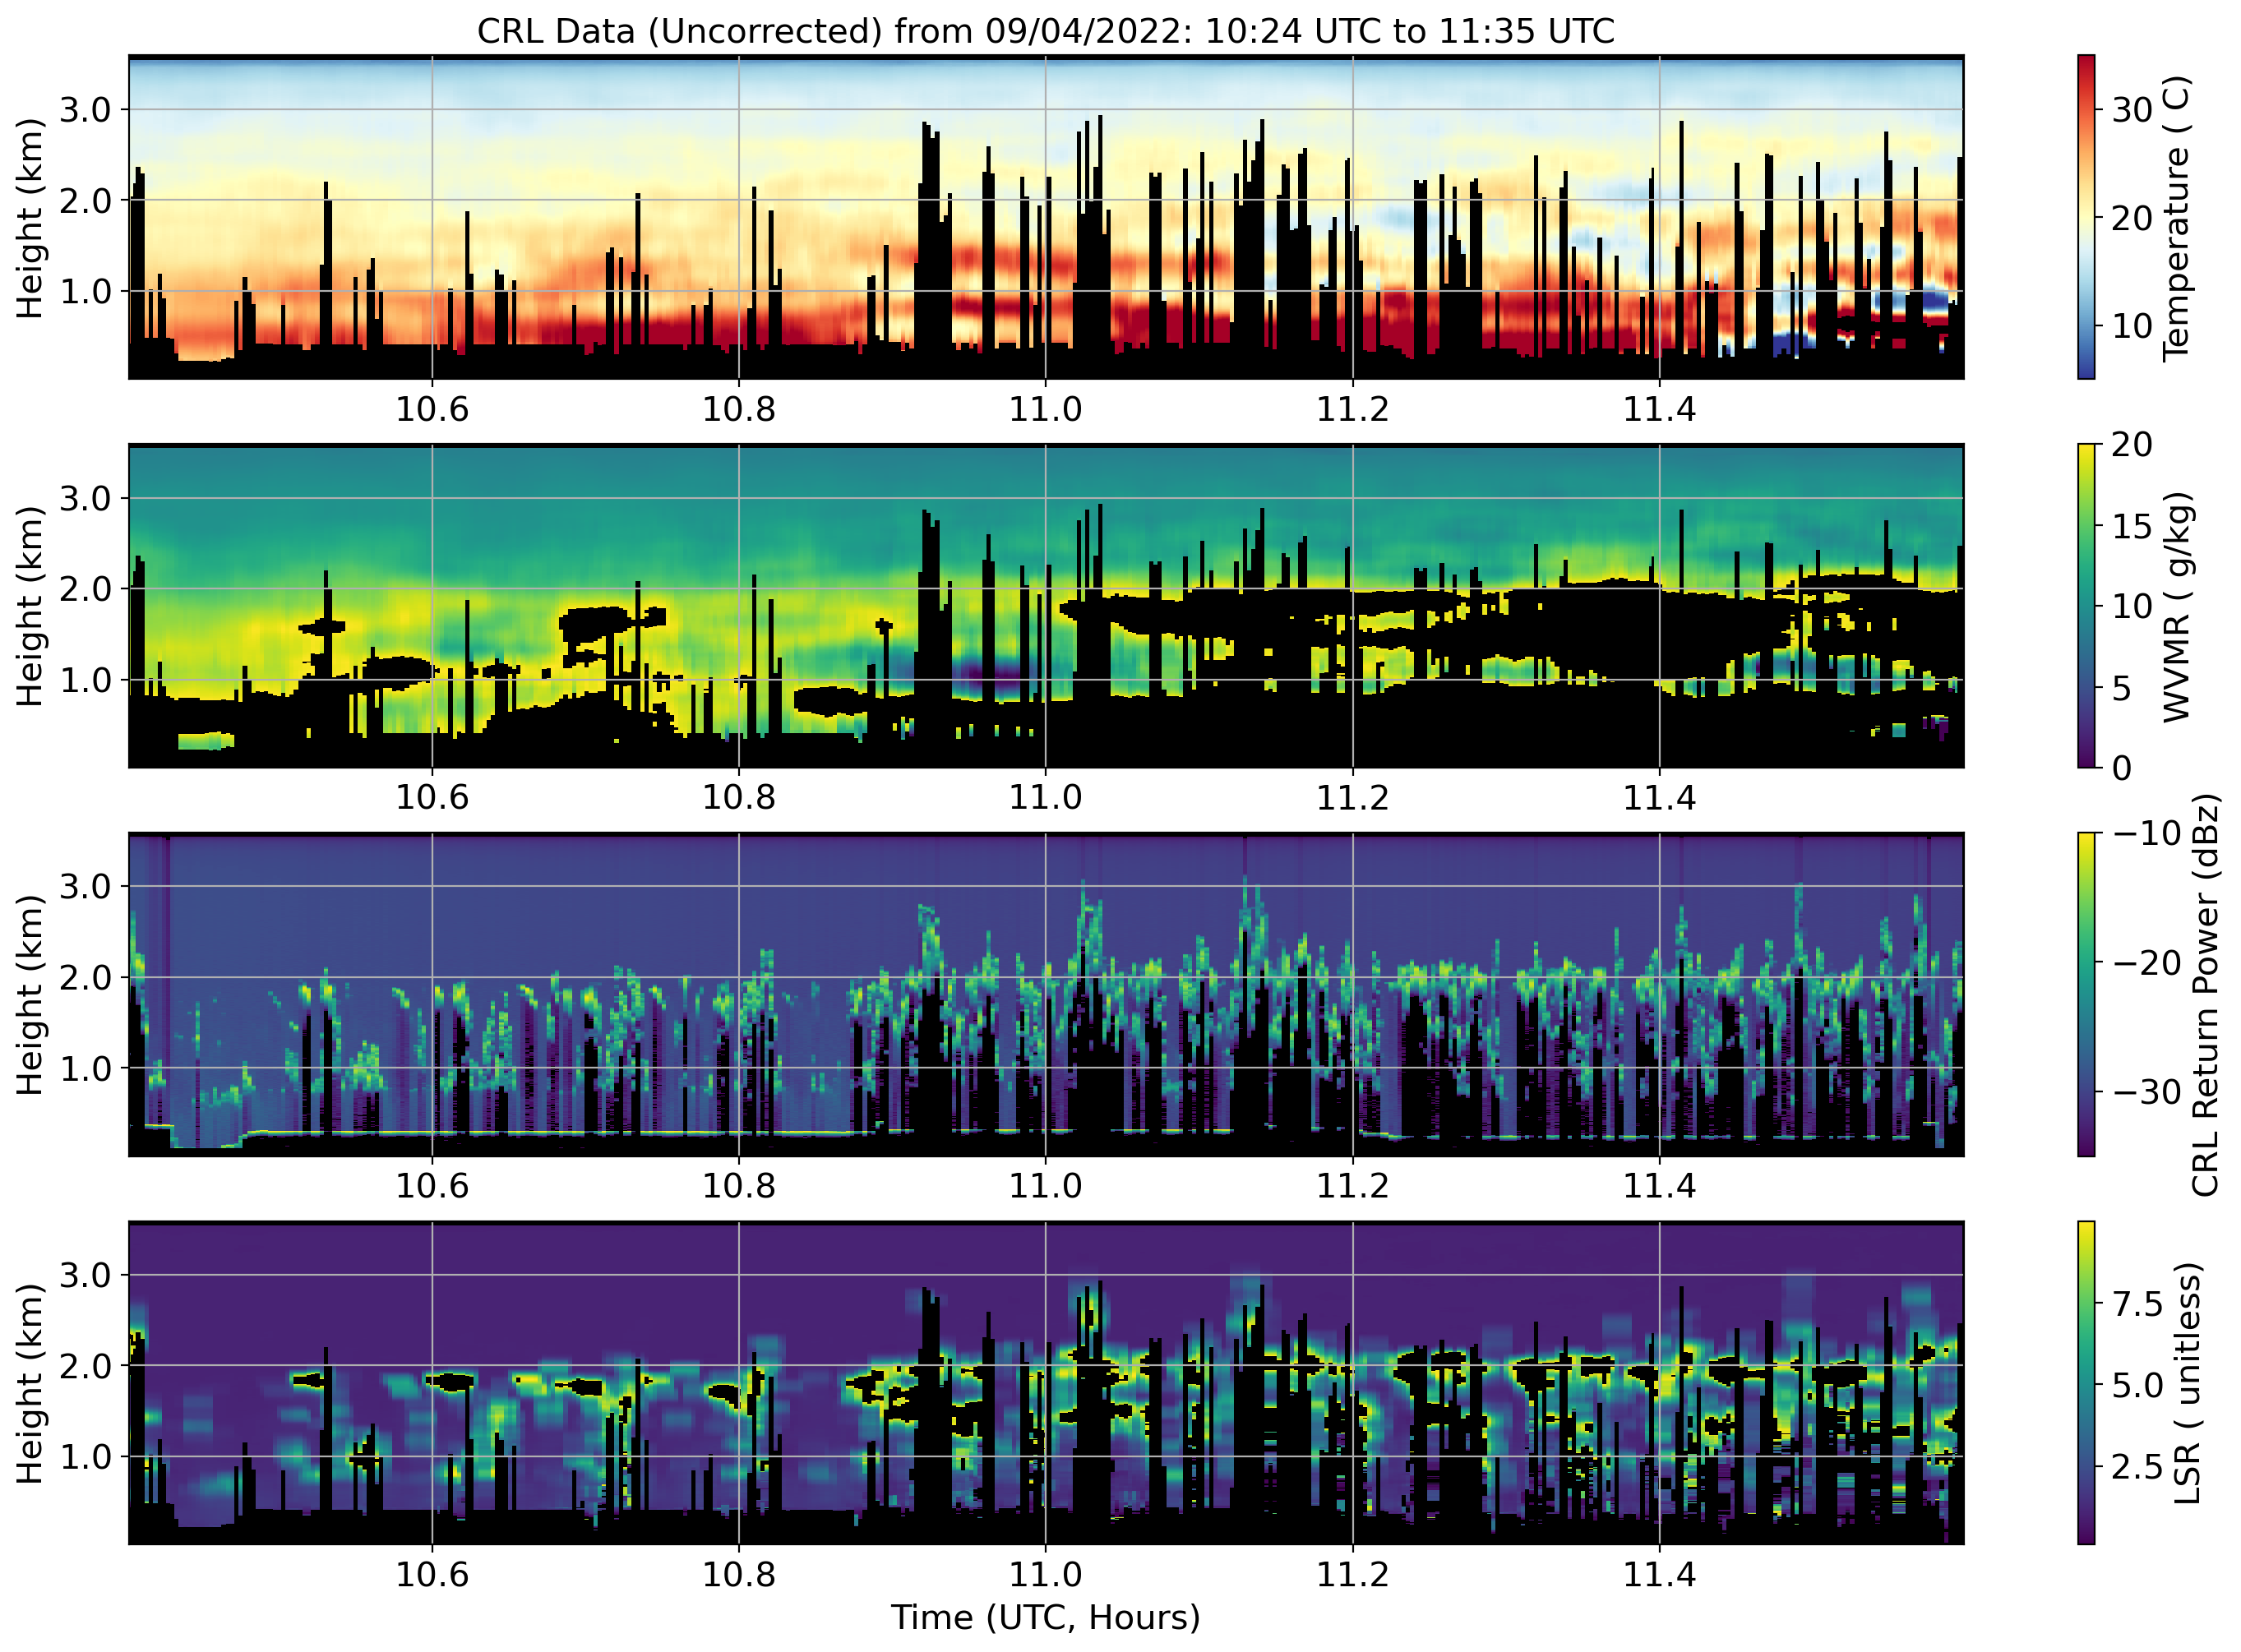 CRL Data (Uncorrected) from 09/04/2022: 10:24 UTC to 11:35 UTC
Height (km)
3.0
2.0
1.0
10.6 10.8 11.0 11.2 11.4
30
20
10
Temperature ( C)
Height (km)
3.0
2.0
1.0
10.6 10.8 11.0 11.2 11.4
20
15
10
5
0
WVMR ( g/kg)
Height (km)
3.0
2.0
1.0
10.6 10.8 11.0 11.2 11.4
−10
−20
−30
CRL Return Power (dBz)
Height (km)
3.0
2.0
1.0
10.6 10.8 11.0 11.2 11.4
7.5
5.0
2.5
LSR ( unitless)
Time (UTC, Hours)